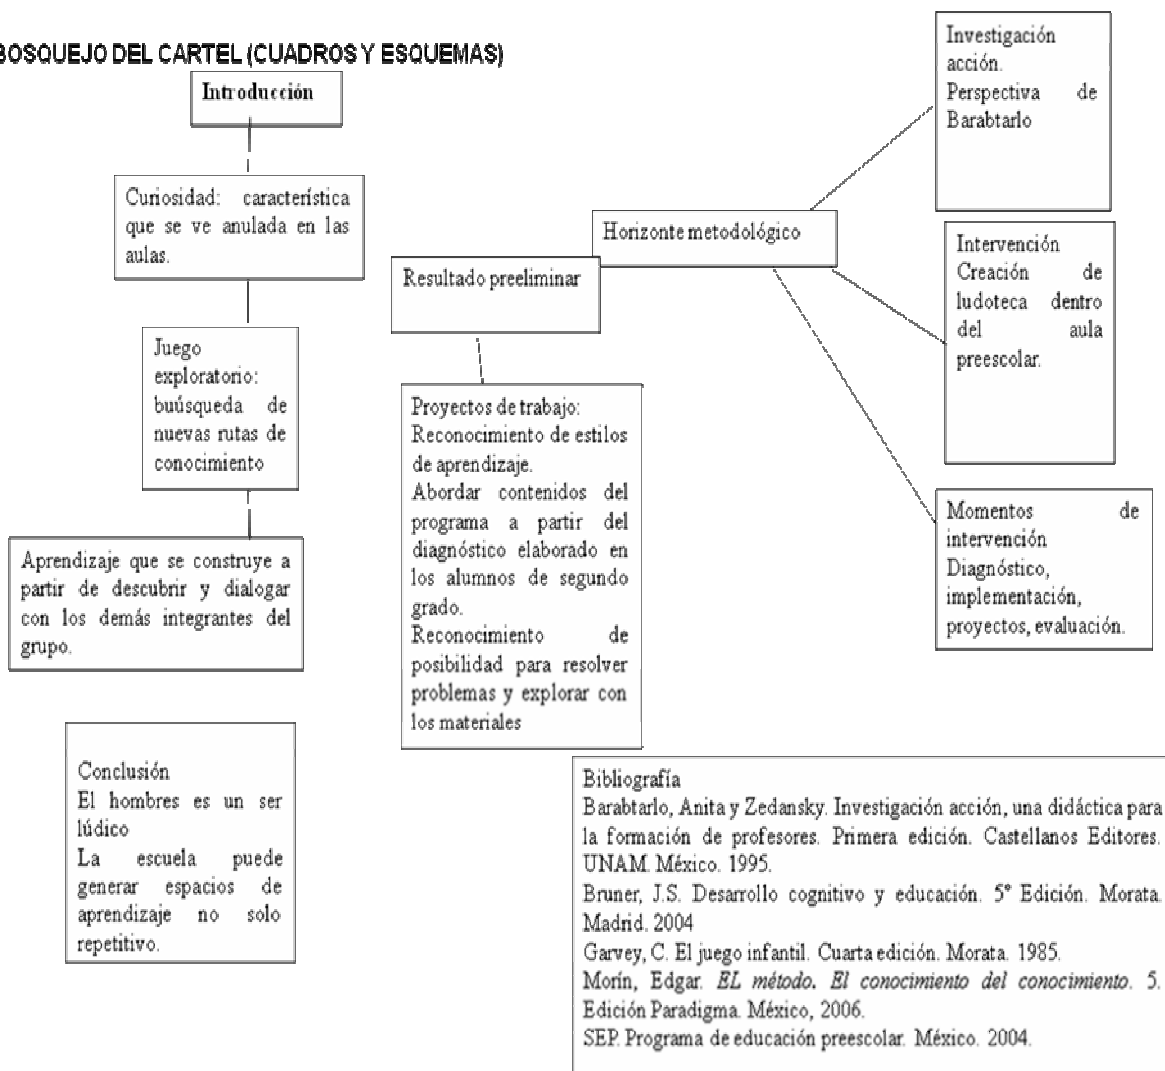 BOSQUEJO DEL CARTEL (CUADROS Y ESQUEMAS)
Introducción
Curiosidad: característica
que se ve anulada en las
aulas.
Juego
exploratorio:
buúsqueda de
nuevas rutas de
conocimiento
Aprendizaje que se construye a
partir de descubrir y dialogar
con los demás integrantes del
grupo.
Conclusión
El hombres es un ser
lúdico
La escuela puede
generar espacios de
aprendizaje no solo
repetitivo.
Resultado preeliminar
Proyectos de trabajo:
Reconocimiento de estilos
de aprendizaje.
Abordar contenidos del
programa a partir del
diagnóstico elaborado en
los alumnos de segundo
grado.
Reconocimiento de
posibilidad para resolver
problemas y explorar con
los materiales
Horizonte metodológico
Investigación
acción.
Perspectiva de
Barabtarlo
Intervención
Creación de
ludoteca dentro
del aula
preescolar.
Momentos de
intervención
Diagnóstico,
implementación,
proyectos, evaluación.
Bibliografía
Barabtarlo, Anita y Zedansky. Investigación acción, una didáctica para
la formación de profesores. Primera edición. Castellanos Editores.
UNAM. México. 1995.
Bruner, J.S. Desarrollo cognitivo y educación. 5° Edición. Morata.
Madrid. 2004
Garvey, C. El juego infantil. Cuarta edición. Morata. 1985.
Morín, Edgar. EL método. El conocimiento del conocimiento. 5.
Edición Paradigma. México, 2006.
SEP. Programa de educación preescolar. México. 2004.